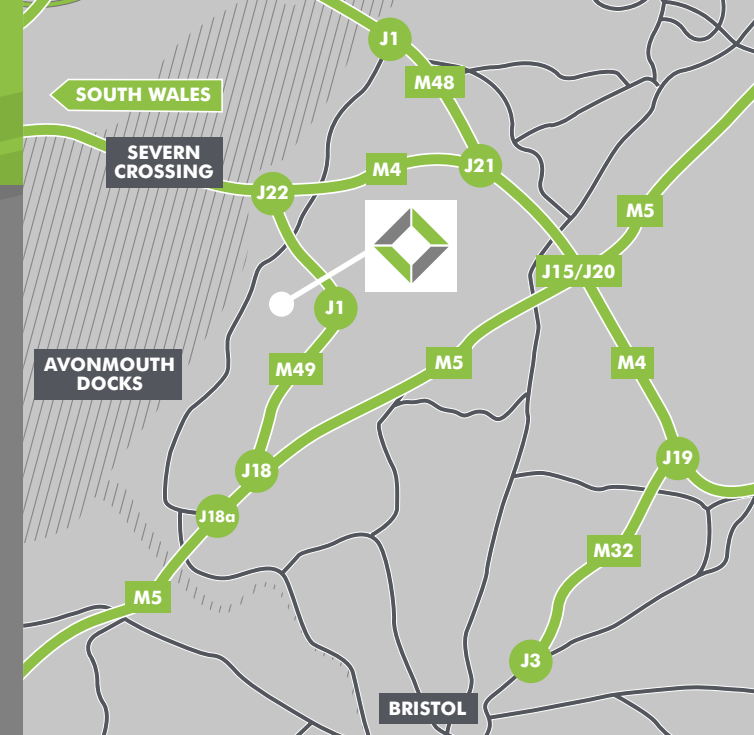 J1
M48
SOUTH WALES
SEVERN
CROSSING
M4
J21
J22
M5
J15/J20
J1
AVONMOUTH
DOCKS
M49
M5
M4
J18
J19
J18a
M32
M5
J3
BRISTOL